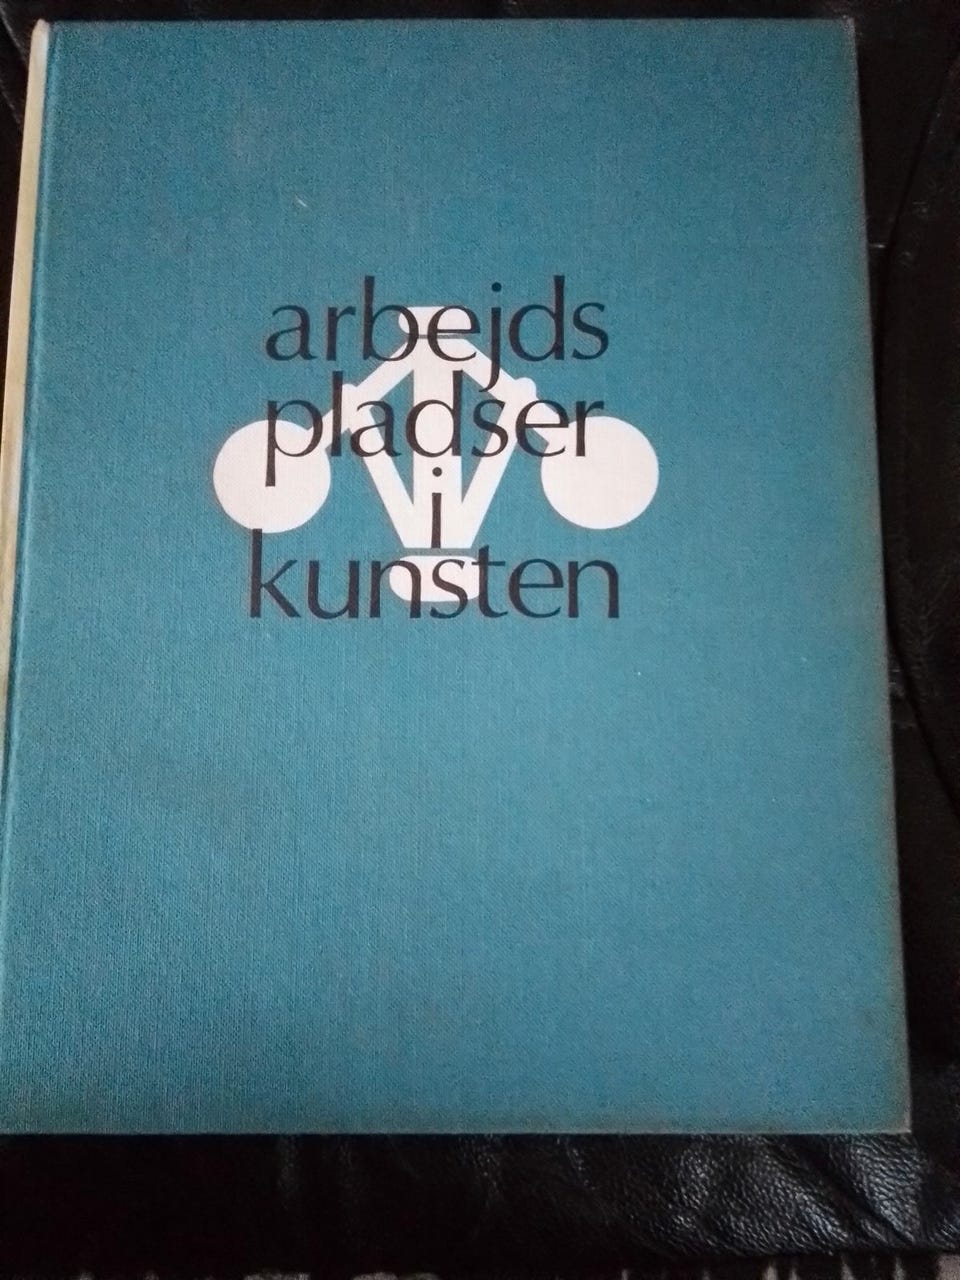 arbejds
pladser
i
kunsten